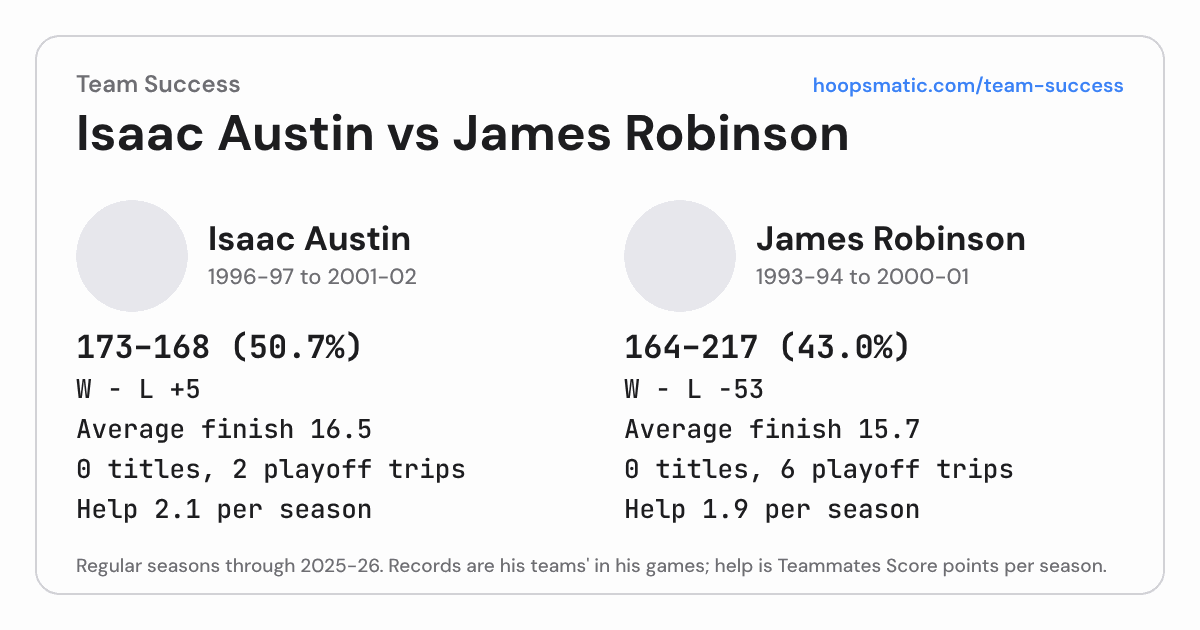 Team Success
hoopsmatic.com/team-success
Isaac Austin vs James Robinson
Isaac Austin
1996-97 to 2001-02
173-168 (50.7%)
W - L +5
Average finish 16.5
0 titles, 2 playoff trips
Help 2.1 per season
James Robinson
1993-94 to 2000-01
164-217 (43.0%)
W - L -53
Average finish 15.7
0 titles, 6 playoff trips
Help 1.9 per season
Regular seasons through 2025-26. Records are his teams' in his games; help is Teammates Score points per season.